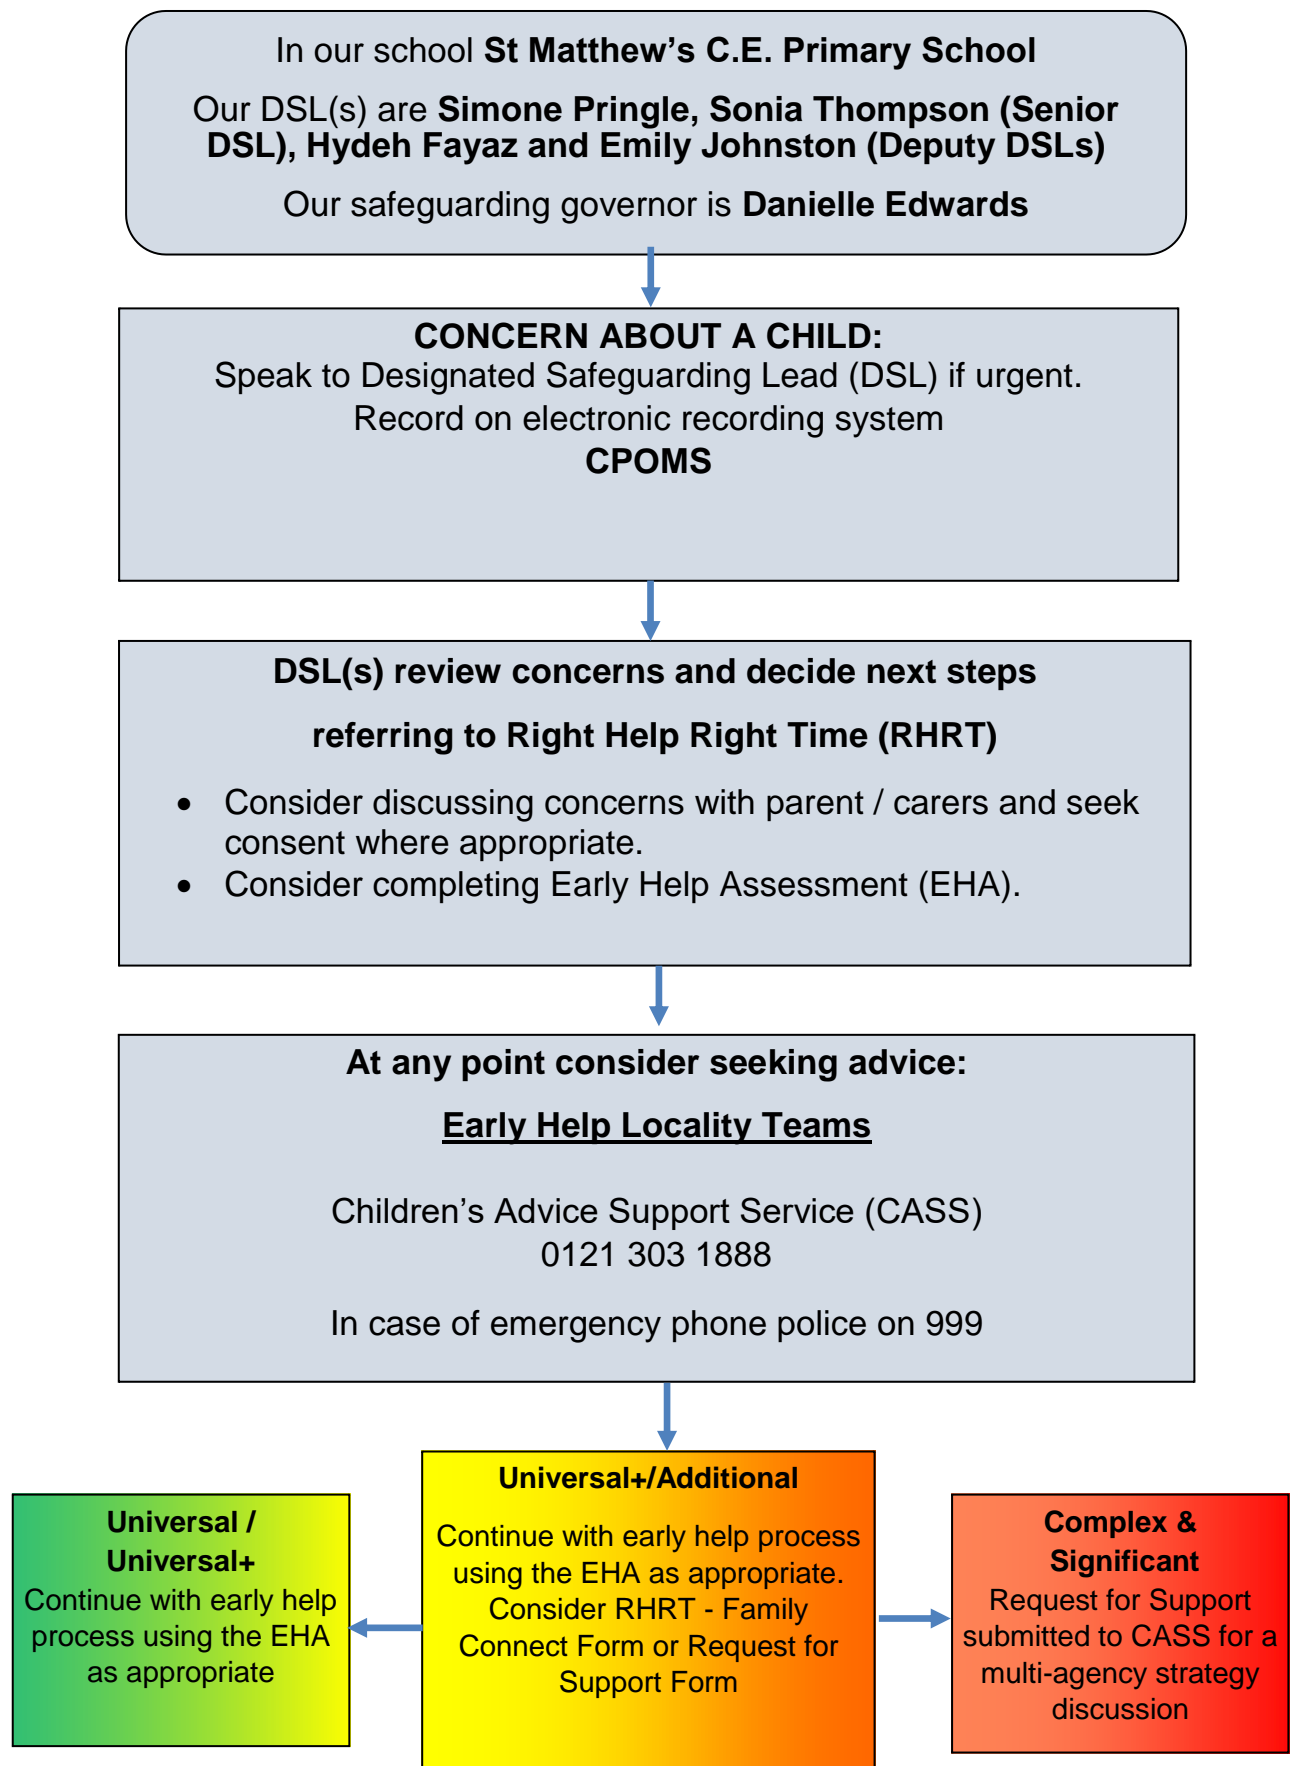 In our school St Matthew’s C.E. Primary School
Our DSL(s) are Simone Pringle, Sonia Thompson (Senior
DSL), Hydeh Fayaz and Emily Johnston (Deputy DSLs)
Our safeguarding governor is Danielle Edwards
CONCERN ABOUT A CHILD:
Speak to Designated Safeguarding Lead (DSL) if urgent.
Record on electronic recording system
CPOMS
DSL(s) review concerns and decide next steps
referring to Right Help Right Time (RHRT)
• Consider discussing concerns with parent / carers and seek
consent where appropriate.
• Consider completing Early Help Assessment (EHA).
At any point consider seeking advice:
Early Help Locality Teams
Children’s Advice Support Service (CASS)
0121 303 1888
In case of emergency phone police on 999
Universal /
Universal+
Continue with early help
process using the EHA
as appropriate
Universal+/Additional
Continue with early help process
using the EHA as appropriate.
Consider RHRT - Family
Connect Form or Request for
Support Form
Complex &
Significant
Request for Support
submitted to CASS for a
multi-agency strategy
discussion